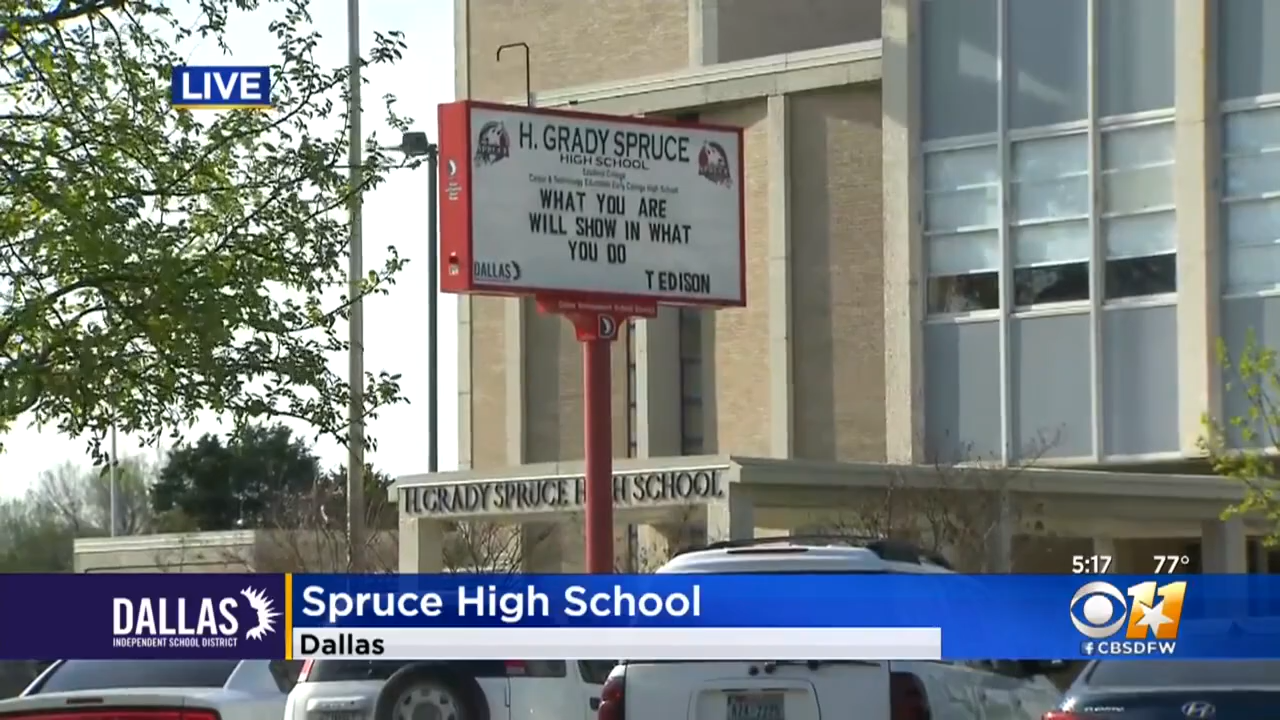 LIVE
H. GRADY SPRUCE
HIGH SCHOOL
WHAT YOU ARE
WILL SHOW IN WHAT
YOU DO
T EDISON
DALLAS
H. GRADY SPRUCE HIGH SCHOOL
5:17 77°
DALLAS
INDEPENDENT SCHOOL DISTRICT
Spruce High School
Dallas
11
CBSDFW